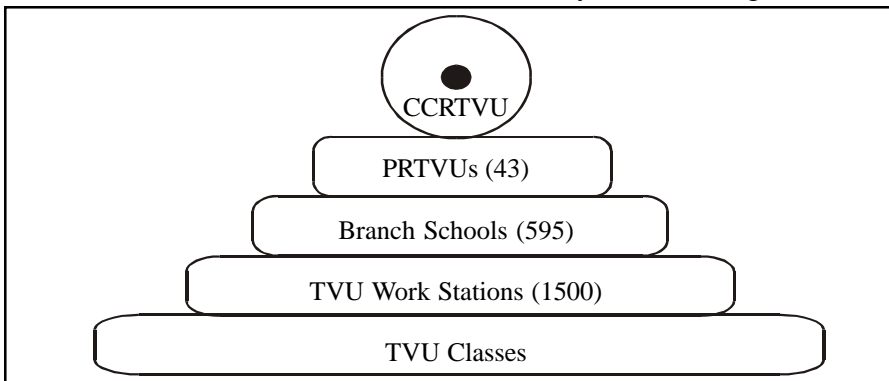 CCRTVU
PRTVUs (43)
Branch Schools (595)
TVU Work Stations (1500)
TVU Classes